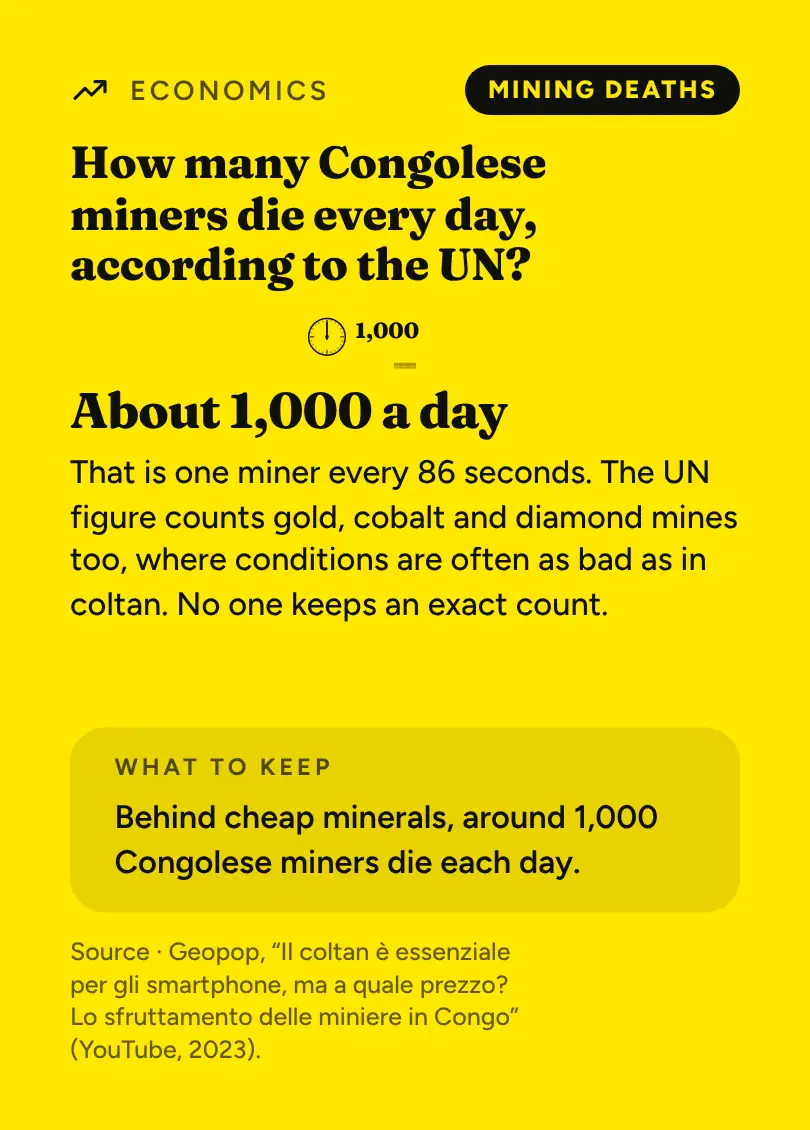 ECONOMICS
MINING DEATHS
How many Congolese
miners die every day,
according to the UN?
1,000
About 1,000 a day
That is one miner every 86 seconds. The UN
figure counts gold, cobalt and diamond mines
too, where conditions are often as bad as in
coltan. No one keeps an exact count.
WHAT TO KEEP
Behind cheap minerals, around 1,000
Congolese miners die each day.
Source · Geopop, “Il coltan è essenziale
per gli smartphone, ma a quale prezzo?
Lo sfruttamento delle miniere in Congo”
(YouTube, 2023).